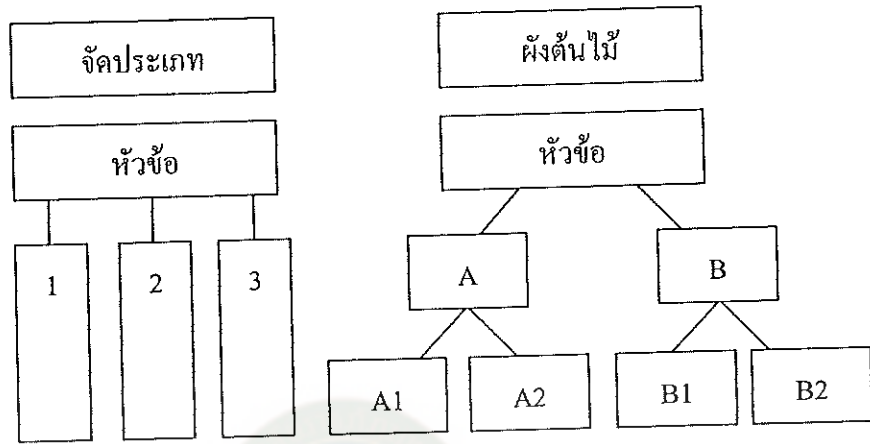 จัดประเภท
หัวข้อ
1 2 3
ผังต้นไม้
หัวข้อ
A B
A1 A2 B1 B2